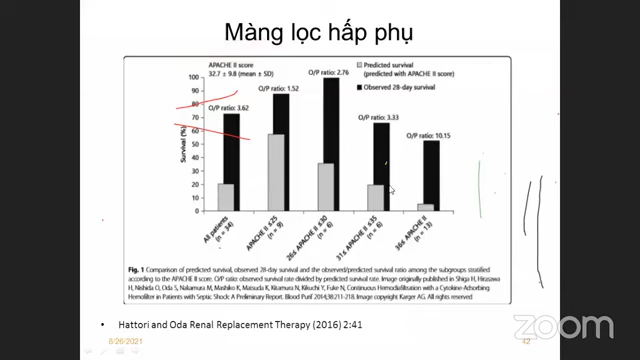 Màng lọc hấp phụ
APACHE II score
32.7 ± 9.8 (mean ± SD)
Predicted survival
(predicted with APACHE II score)
Observed 28-day survival
O/P ratio: 3.62
O/P ratio: 1.52
O/P ratio: 2.76
O/P ratio: 3.33
O/P ratio: 10.15
Survival (%)
100
90
80
70
60
50
40
30
20
10
0
All patients
(n = 34)
APACHE II ≤25
(n = 9)
26≤ APACHE II ≤30
(n = 6)
31≤ APACHE II ≤35
(n = 6)
36≤ APACHE II
(n = 13)
Fig. 1 Comparison of predicted survival, observed 28-day survival and the observed/predicted survival ratio among the subgroups stratified
according to the APACHE II score. O/P ratio observed survival rate divided by predicted survival rate. Image originally published in Shiga H, Hirasawa
H, Nishida O, Oda S, Nakamura M, Mashiko K, Matsuda K, Kitamura N, Kikuchi Y, Fuke N, Continuous Hemodiafiltration with a Cytokine-Adsorbing
Hemofilter in Patients with Septic Shock: A Preliminary Report. Blood Purif 2014;38:211-218. Image copyright Karger AG. All rights reserved
• Hattori and Oda Renal Replacement Therapy (2016) 2:41
8/26/2021
42
zoom